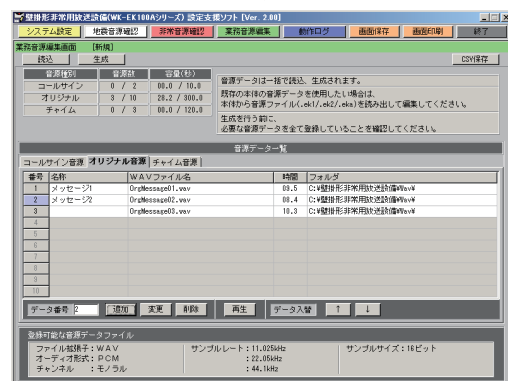 壁掛形非常用放送設備(WK-EK100Aシリーズ) 設定支援ソフト [Ver. 2.00]
システム設定 地震音源確認 非常音源確認 業務音源編集 動作ログ 画面保存 画面印刷 終了
業務音源編集画面 [新規]
読込 生成 CSV保存
音源種別 音源数 容量(秒)
コールサイン 0 / 2 00.0 / 10.0
オリジナル 3 / 10 28.2 / 300.0
チャイム 0 / 3 00.0 / 120.0
音源データは一括で読込、生成されます。
既存の本体の音源データを使用したい場合は、
本体から音源ファイル(.ek1/.ek2/.eka)を読み出して編集してください。
生成を行う前に、
必要な音源データを全て登録していることを確認してください。
音源データ一覧
コールサイン音源 オリジナル音源 チャイム音源
番号 名称 WAVファイル名 時間 フォルダ
1 メッセージ1 OrgMessage01.wav 09.5 C:¥壁掛形非常用放送設備¥Wav¥
2 メッセージ2 OrgMessage02.wav 08.4 C:¥壁掛形非常用放送設備¥Wav¥
3 OrgMessage03.wav 10.3 C:¥壁掛形非常用放送設備¥Wav¥
4
5
6
7
8
9
10
データ番号 2 追加 変更 削除 再生 データ入替 ↑ ↓
登録可能な音源データファイル
ファイル拡張子:WAV サンプルレート:11.025kHz サンプルサイズ:16ビット
オーディオ形式:PCM :22.05kHz
チャンネル :モノラル :44.1kHz